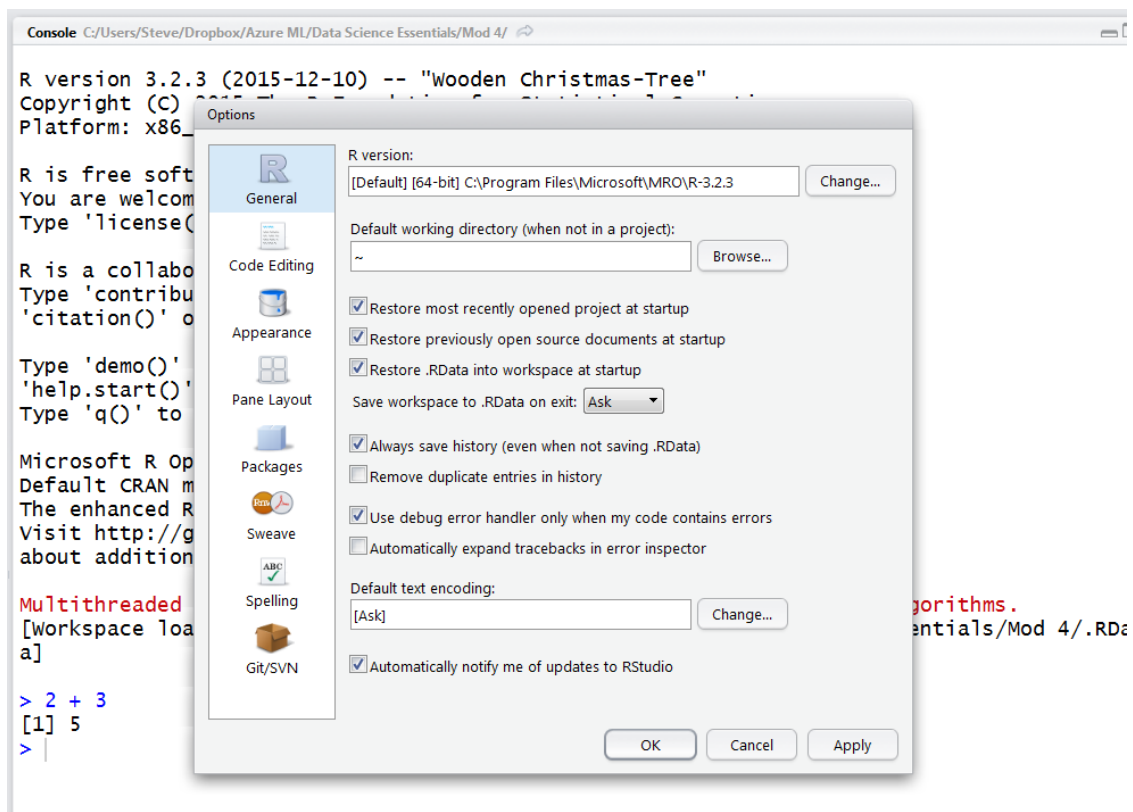 Console C:/Users/Steve/Dropbox/Azure ML/Data Science Essentials/Mod 4/
R version 3.2.3 (2015-12-10) -- "Wooden Christmas-Tree"
Copyright (C) 2015 The R Foundation for Statistical Computing
Platform: x86_
R is free soft
You are welcom
Type 'license(
R is a collabo
Type 'contribu
'citation()' o
Type 'demo()'
'help.start()'
Type 'q()' to
Microsoft R Op
Default CRAN m
The enhanced R
Visit http://g
about addition
Multithreaded gorithms.
[Workspace loa entials/Mod 4/.RDa
a]
> 2 + 3
[1] 5
>
Options
General
Code Editing
Appearance
Pane Layout
Packages
Sweave
ABC
Spelling
Git/SVN
R version:
[Default] [64-bit] C:\Program Files\Microsoft\MRO\R-3.2.3
Change...
Default working directory (when not in a project):
~
Browse...
Restore most recently opened project at startup
Restore previously open source documents at startup
Restore .RData into workspace at startup
Save workspace to .RData on exit: Ask
Always save history (even when not saving .RData)
Remove duplicate entries in history
Use debug error handler only when my code contains errors
Automatically expand tracebacks in error inspector
Default text encoding:
[Ask]
Change...
Automatically notify me of updates to RStudio
OK
Cancel
Apply